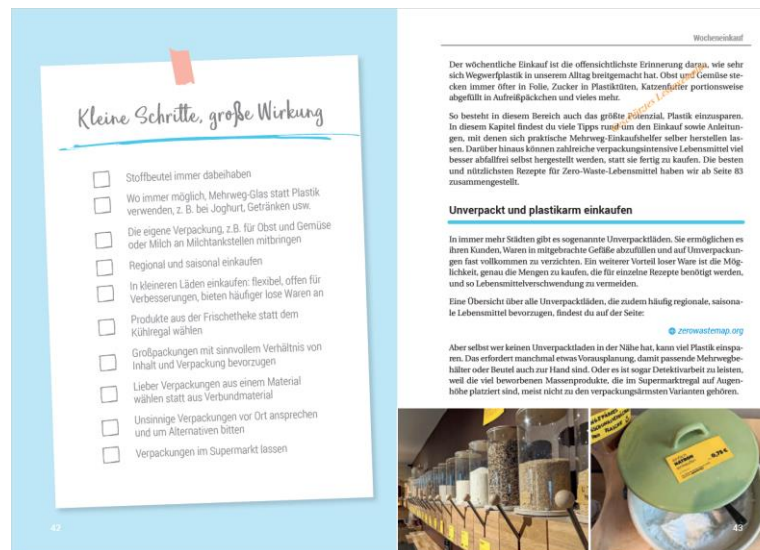 Kleine Schritte, große Wirkung
Stoffbeutel immer dabeihaben
Wo immer möglich, Mehrweg-Glas statt Plastik
verwenden, z. B. bei Joghurt, Getränken usw.
Die eigene Verpackung, z.B. für Obst und Gemüse
oder Milch an Milchtankstellen mitbringen
Regional und saisonal einkaufen
In kleineren Läden einkaufen: flexibel, offen für
Verbesserungen, bieten häufiger lose Waren an
Produkte aus der Frischetheke statt dem
Kühlregal wählen
Großpackungen mit sinnvollem Verhältnis von
Inhalt und Verpackung bevorzugen
Lieber Verpackungen aus einem Material
wählen statt aus Verbundmaterial
Unsinnige Verpackungen vor Ort ansprechen
und um Alternativen bitten
Verpackungen im Supermarkt lassen
42
Wocheneinkauf
Der wöchentliche Einkauf ist die offensichtlichste Erinnerung daran, wie sehr
sich Wegwerfplastik in unserem Alltag breitgemacht hat. Obst und Gemüse ste-
cken immer öfter in Folie, Zucker in Plastiktüten, Katzenfutter portionsweise
abgefüllt in Aufreißpäckchen und vieles mehr.
So besteht in diesem Bereich auch das größte Potenzial, Plastik einzusparen.
In diesem Kapitel findest du viele Tipps rund um den Einkauf sowie Anleitun-
gen, mit denen sich praktische Mehrweg-Einkaufshelfer selber herstellen las-
sen. Darüber hinaus können zahlreiche verpackungsintensive Lebensmittel viel
besser abfallfrei selbst hergestellt werden, statt sie fertig zu kaufen. Die besten
und nützlichsten Rezepte für Zero-Waste-Lebensmittel haben wir ab Seite 83
zusammengestellt.
Unverpackt und plastikarm einkaufen
In immer mehr Städten gibt es sogenannte Unverpacktläden. Sie ermöglichen es
ihren Kunden, Waren in mitgebrachte Gefäße abzufüllen und auf Umverpackun-
gen fast vollkommen zu verzichten. Ein weiterer Vorteil loser Ware ist die Mög-
lichkeit, genau die Mengen zu kaufen, die für einzelne Rezepte benötigt werden,
und so Lebensmittelverschwendung zu vermeiden.
Eine Übersicht über alle Unverpacktläden, die zudem häufig regionale, saisona-
le Lebensmittel bevorzugen, findest du auf der Seite:
zerowastemap.org
Aber selbst wer keinen Unverpacktladen in der Nähe hat, kann viel Plastik einspa-
ren. Das erfordert manchmal etwas Vorausplanung, damit passende Mehrwegbe-
hälter oder Beutel auch zur Hand sind. Oder es ist sogar Detektivarbeit zu leisten,
weil die viel beworbenen Massenprodukte, die im Supermarktregal auf Augen-
höhe platziert sind, meist nicht zu den verpackungsärmsten Varianten gehören.
NATRON
43